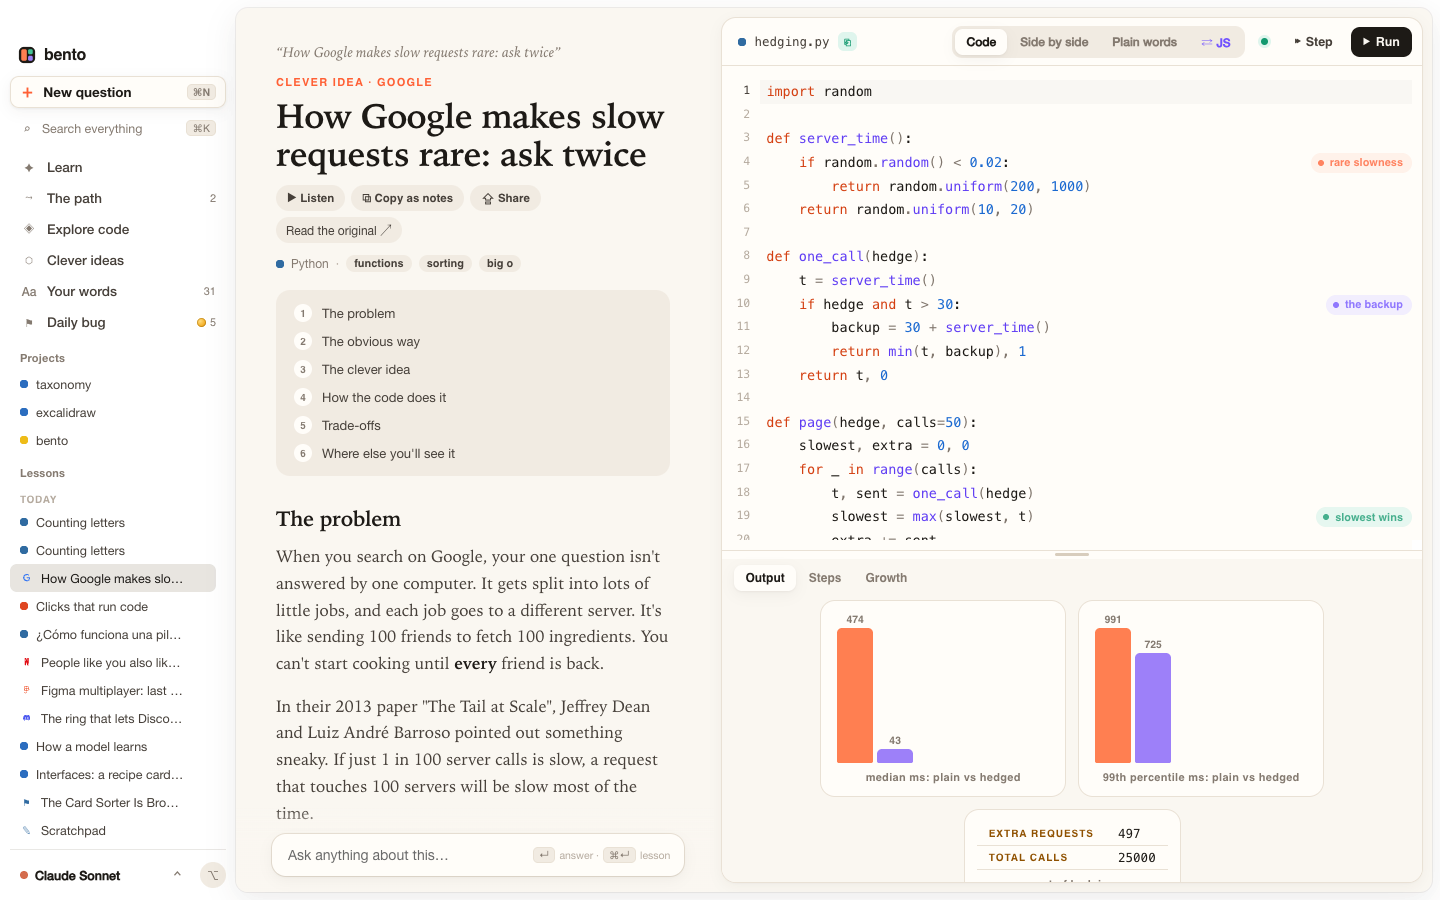 bento
New question ⌘N
Search everything ⌘K
Learn
The path 2
Explore code
Clever ideas
Aa Your words 31
Daily bug 5
Projects
taxonomy
excalidraw
bento
Lessons
TODAY
Counting letters
Counting letters
G How Google makes slo…
Clicks that run code
¿Cómo funciona una pil…
People like you also lik…
Figma multiplayer: last …
The ring that lets Disco…
How a model learns
Interfaces: a recipe card…
The Card Sorter Is Bro…
Scratchpad
Claude Sonnet
“How Google makes slow requests rare: ask twice”
CLEVER IDEA · GOOGLE
How Google makes slow
requests rare: ask twice
Listen Copy as notes Share
Read the original ↗
Python · functions sorting big o
1 The problem
2 The obvious way
3 The clever idea
4 How the code does it
5 Trade-offs
6 Where else you'll see it
The problem
When you search on Google, your one question isn't
answered by one computer. It gets split into lots of
little jobs, and each job goes to a different server. It's
like sending 100 friends to fetch 100 ingredients. You
can't start cooking until every friend is back.
In their 2013 paper "The Tail at Scale", Jeffrey Dean
and Luiz André Barroso pointed out something
sneaky. If just 1 in 100 server calls is slow, a request
that touches 100 servers will be slow most of the
time.
Ask anything about this… ↵ answer · ⌘↵ lesson
hedging.py Code Side by side Plain words ⇄ JS Step Run
1 import random
2
3 def server_time():
4 if random.random() < 0.02: rare slowness
5 return random.uniform(200, 1000)
6 return random.uniform(10, 20)
7
8 def one_call(hedge):
9 t = server_time()
10 if hedge and t > 30: the backup
11 backup = 30 + server_time()
12 return min(t, backup), 1
13 return t, 0
14
15 def page(hedge, calls=50):
16 slowest, extra = 0, 0
17 for _ in range(calls):
18 t, sent = one_call(hedge)
19 slowest = max(slowest, t) slowest wins
20 extra += sent
Output Steps Growth
474
43
median ms: plain vs hedged
991
725
99th percentile ms: plain vs hedged
EXTRA REQUESTS 497
TOTAL CALLS 25000